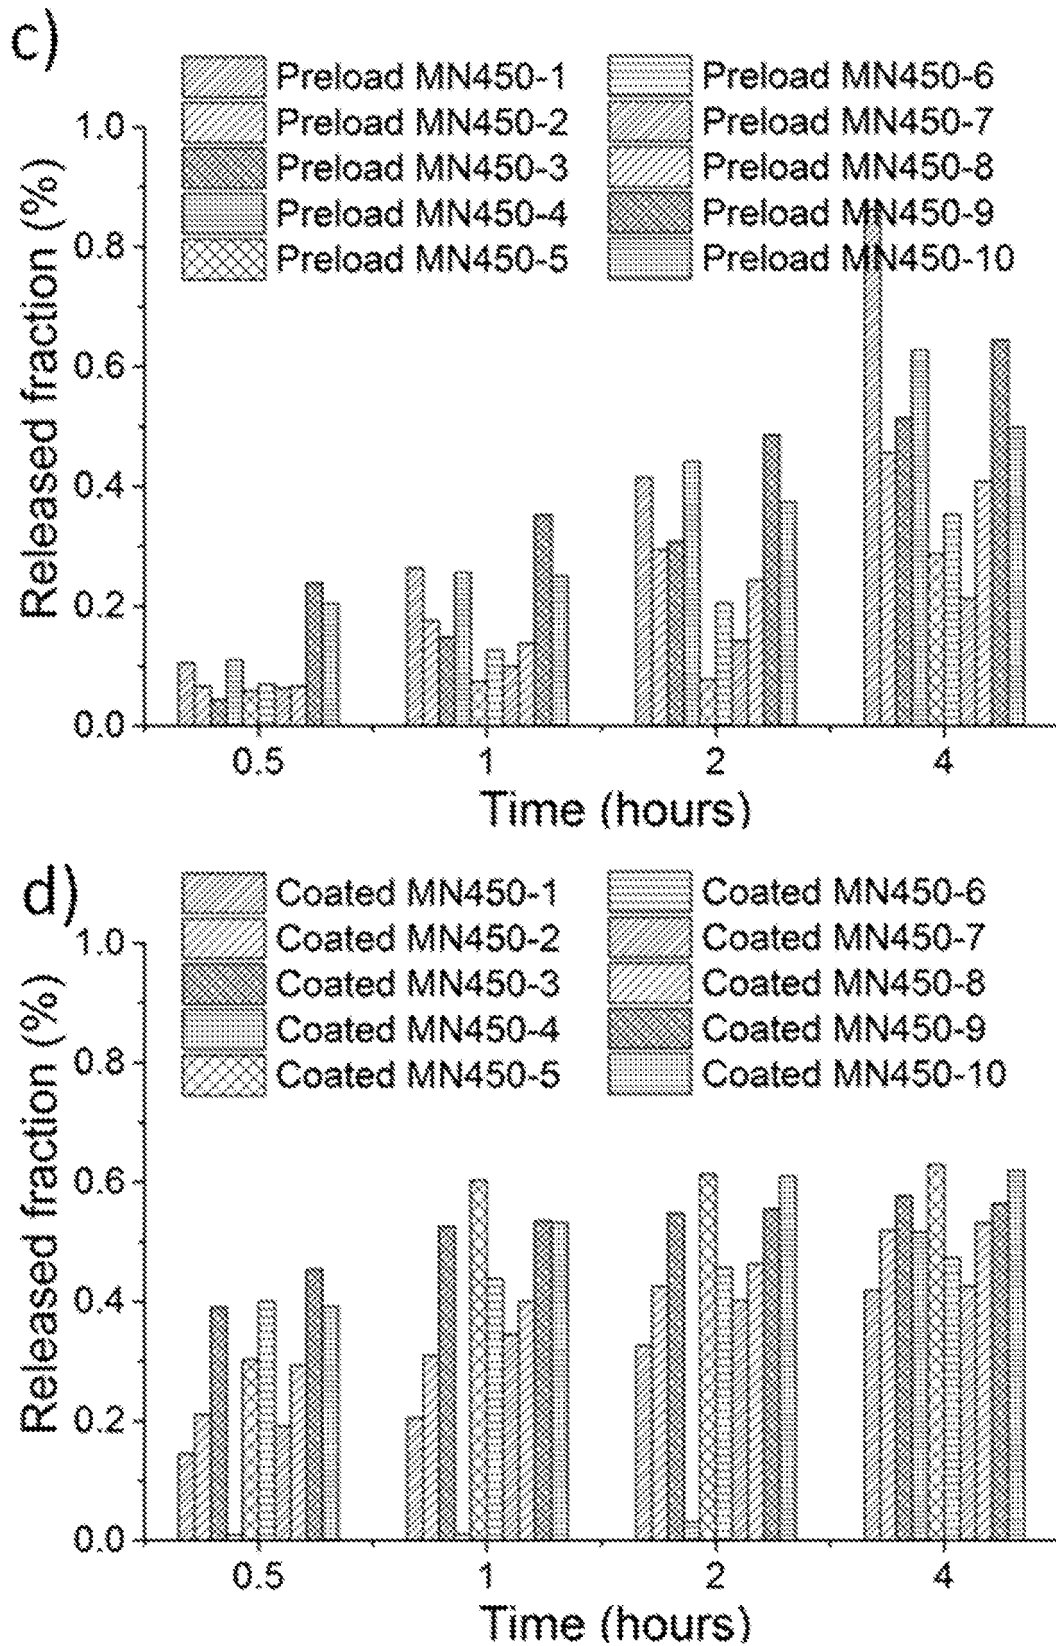 c)
Preload MN450-1
Preload MN450-2
Preload MN450-3
Preload MN450-4
Preload MN450-5
Preload MN450-6
Preload MN450-7
Preload MN450-8
Preload MN450-9
Preload MN450-10
Released fraction (%)
1.0
0.8
0.6
0.4
0.2
0.0
0.5 1 2 4
Time (hours)
d)
Coated MN450-1
Coated MN450-2
Coated MN450-3
Coated MN450-4
Coated MN450-5
Coated MN450-6
Coated MN450-7
Coated MN450-8
Coated MN450-9
Coated MN450-10
Released fraction (%)
1.0
0.8
0.6
0.4
0.2
0.0
0.5 1 2 4
Time (hours)